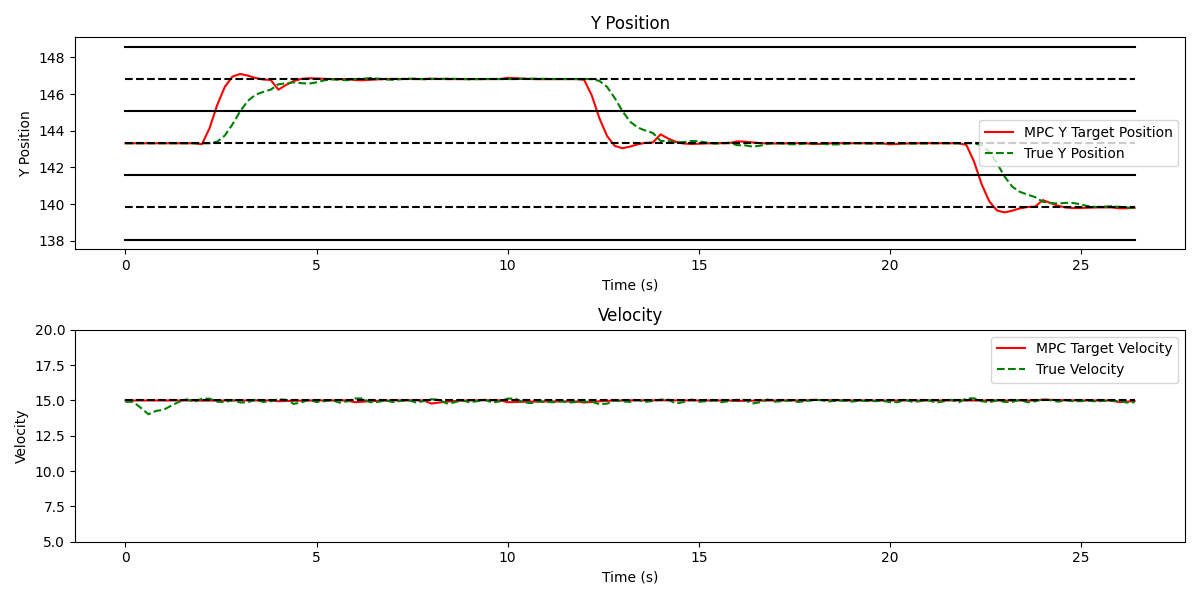 Y Position
148
146
144
142
140
138
Y Position
MPC Y Target Position
True Y Position
0
5
10
15
20
25
Time (s)
Velocity
20.0
17.5
15.0
12.5
10.0
7.5
5.0
Velocity
MPC Target Velocity
True Velocity
0
5
10
15
20
25
Time (s)